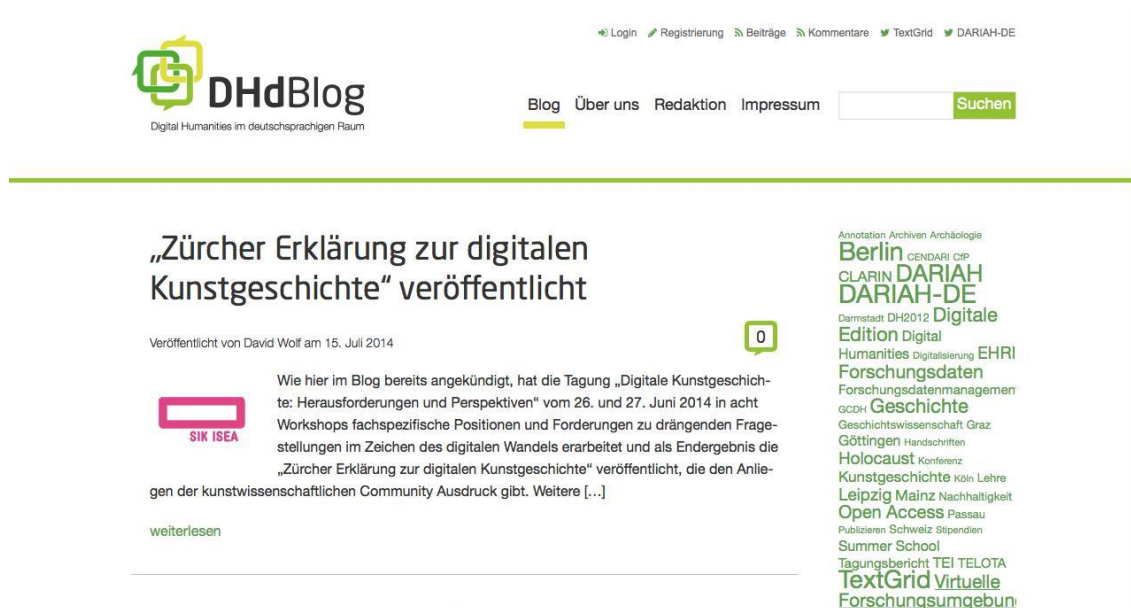 Login Registrierung Beiträge Kommentare TextGrid DARIAH-DE
DHdBlog
Digital Humanities im deutschsprachigen Raum
Blog Über uns Redaktion Impressum Suchen
„Zürcher Erklärung zur digitalen
Kunstgeschichte“ veröffentlicht
Veröffentlicht von David Wolf am 15. Juli 2014
0
SIK ISEA
Wie hier im Blog bereits angekündigt, hat die Tagung „Digitale Kunstgeschich-
te: Herausforderungen und Perspektiven“ vom 26. und 27. Juni 2014 in acht
Workshops fachspezifische Positionen und Forderungen zu drängenden Frage-
stellungen im Zeichen des digitalen Wandels erarbeitet und als Endergebnis die
„Zürcher Erklärung zur digitalen Kunstgeschichte“ veröffentlicht, die den Anlie-
gen der kunstwissenschaftlichen Community Ausdruck gibt. Weitere […]
weiterlesen
Annotation Archiven Archäologie
Berlin CENDARI CfP
CLARIN DARIAH
DARIAH-DE
Darmstadt DH2012 Digitale
Edition Digital
Humanities Digitalisierung EHRI
Forschungsdaten
Forschungsdatenmanagemen
GCDH Geschichte
Geschichtswissenschaft Graz
Göttingen Handschriften
Holocaust Konferenz
Kunstgeschichte Köln Lehre
Leipzig Mainz Nachhaltigkeit
Open Access Passau
Publizieren Schweiz Stipendien
Summer School
Tagungsbericht TEI TELOTA
TextGrid Virtuelle
Forschungsumgebun